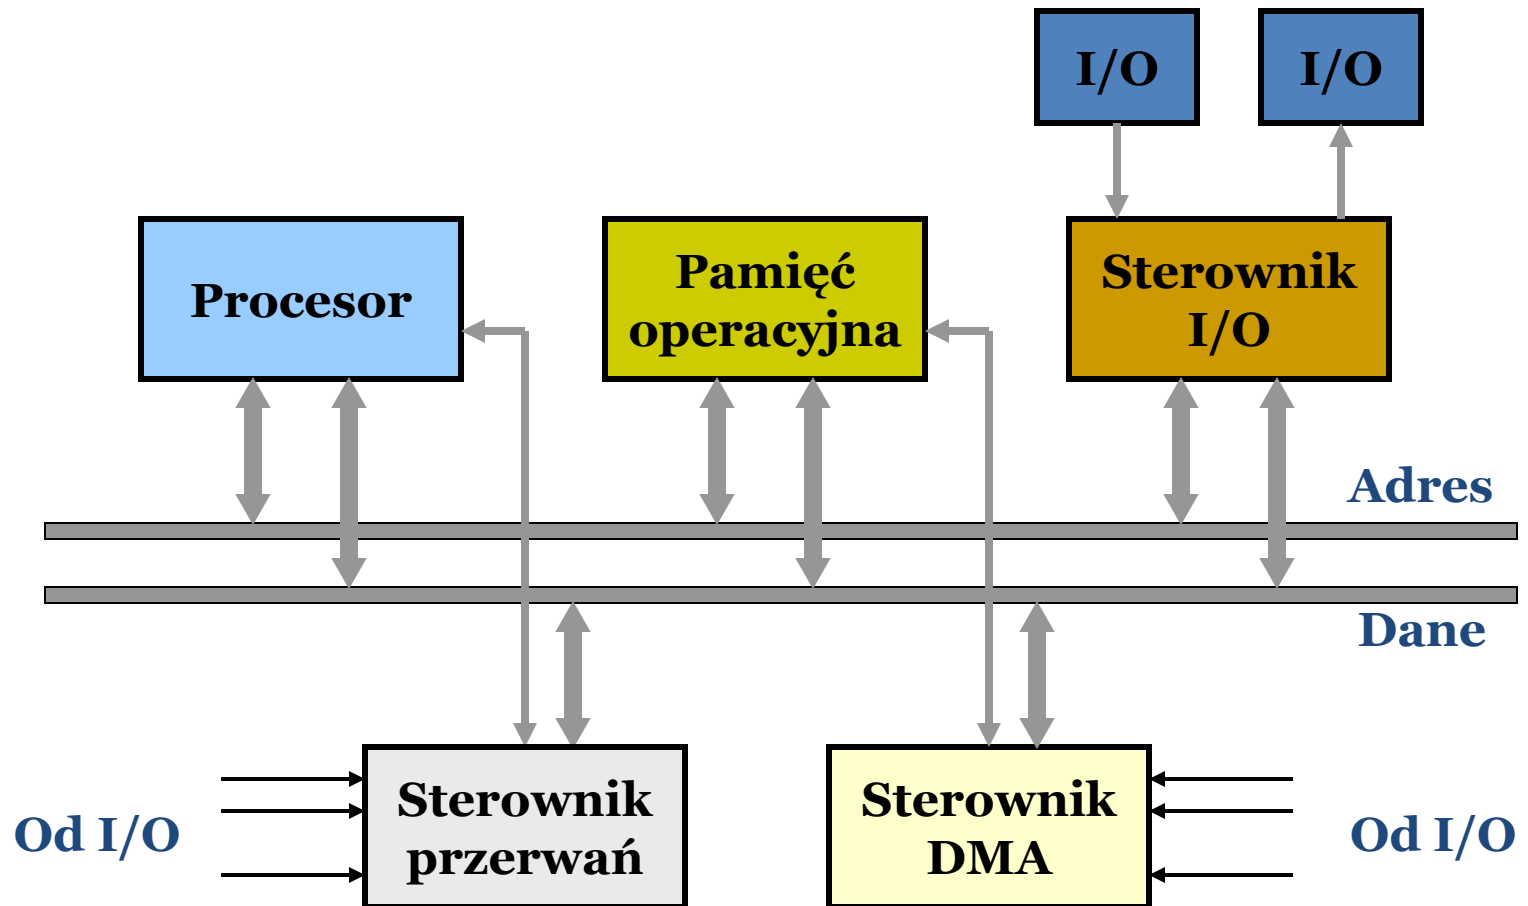 I/O
I/O
Procesor
Pamięć
operacyjna
Sterownik
I/O
Adres
Dane
Od I/O
Sterownik
przerwań
Sterownik
DMA
Od I/O